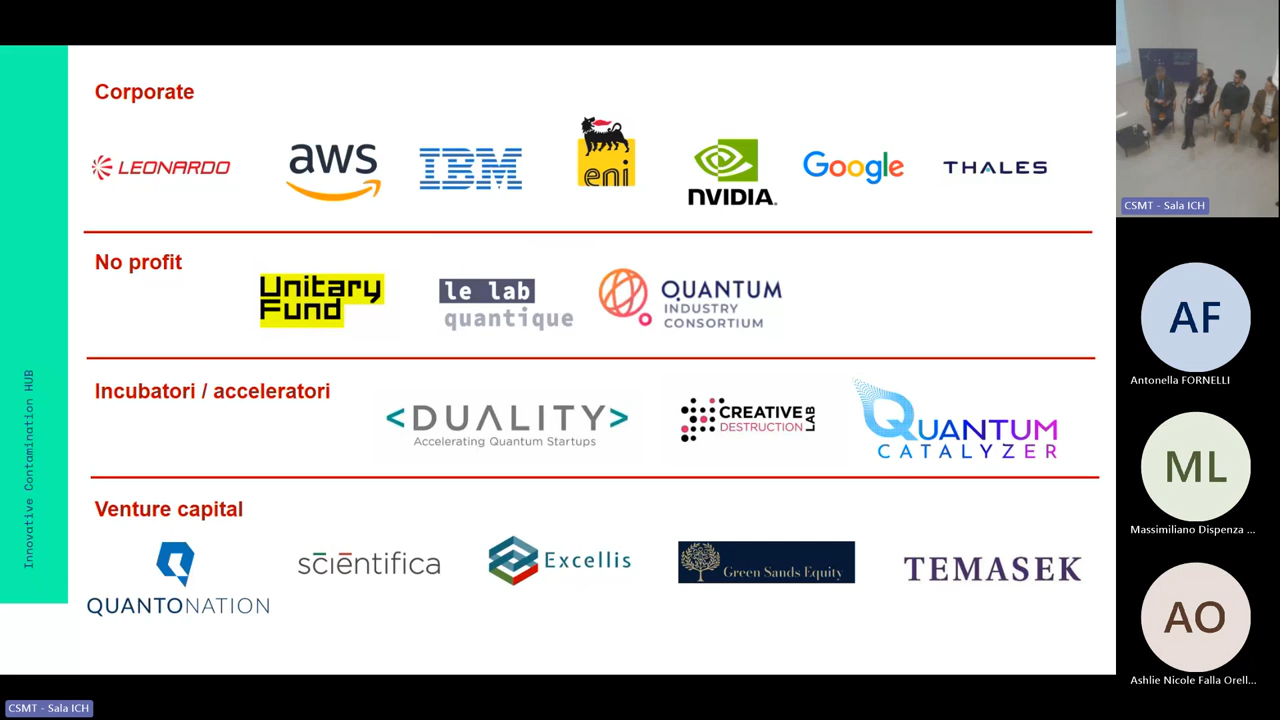 Corporate
LEONARDO
aws
IBM
eni
NVIDIA.
Google
THALES
No profit
Unitary
Fund
le lab
quantique
QUANTUM
INDUSTRY
CONSORTIUM
Incubatori / acceleratori
<DUALITY>
Accelerating Quantum Startups
CREATIVE
DESTRUCTION
LAB
QUANTUM
CATALYZER
Venture capital
QUANTONATION
scientifica
Excellis
Green Sands Equity
TEMASEK
Innovative Contamination HUB
CSMT - Sala ICH
AF
Antonella FORNELLI
ML
Massimiliano Dispenza ...
AO
Ashlie Nicole Falla Orell...
CSMT - Sala ICH